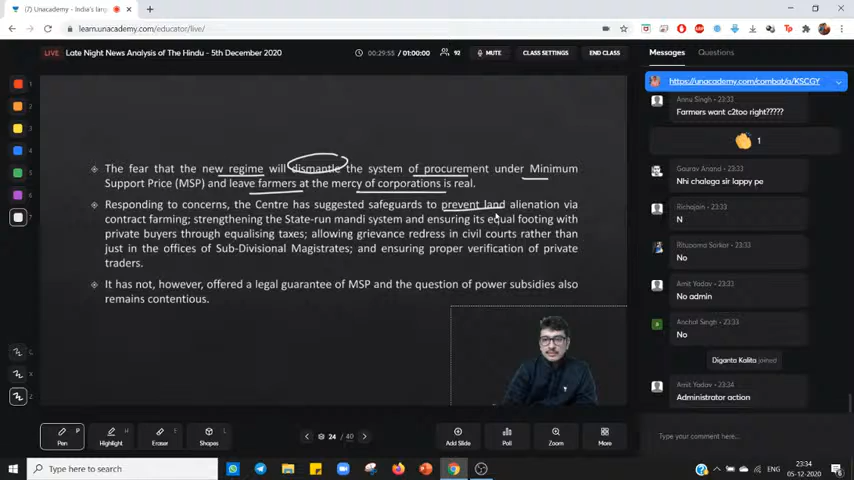 (7) Unacademy - India's lar
learn.unacademy.com/educator/live/
LIVE
Late Night News Analysis of The Hindu - 5th December 2020
00:29:55 / 01:00:00
92
MUTE
CLASS SETTINGS
END CLASS
The fear that the new regime will dismantle the system of procurement under Minimum
Support Price (MSP) and leave farmers at the mercy of corporations is real.
Responding to concerns, the Centre has suggested safeguards to prevent land alienation via
contract farming; strengthening the State-run mandi system and ensuring its equal footing with
private buyers through equalising taxes; allowing grievance redress in civil courts rather than
just in the offices of Sub-Divisional Magistrates; and ensuring proper verification of private
traders.
It has not, however, offered a legal guarantee of MSP and the question of power subsidies also
remains contentious.
Messages
Questions
https://unacademy.com/combat/a/KSCGY
Annu Singh • 23:33
Farmers want c2too right?????
1
Gaurav Anand • 23:33
Nhi chalega sir lappy pe
Richajain • 23:33
N
Rituporna Sarkar • 23:33
No
Amit Yadav • 23:33
No admin
Anchal Singh • 23:33
No
Diganta Kalita joined
Amit Yadav • 23:34
Administrator action
Type your comment here...
Pen
Highlight
Eraser
Shapes
24 / 40
Add Slide
Poll
Zoom
More
Type here to search
ENG
23:34
05-12-2020